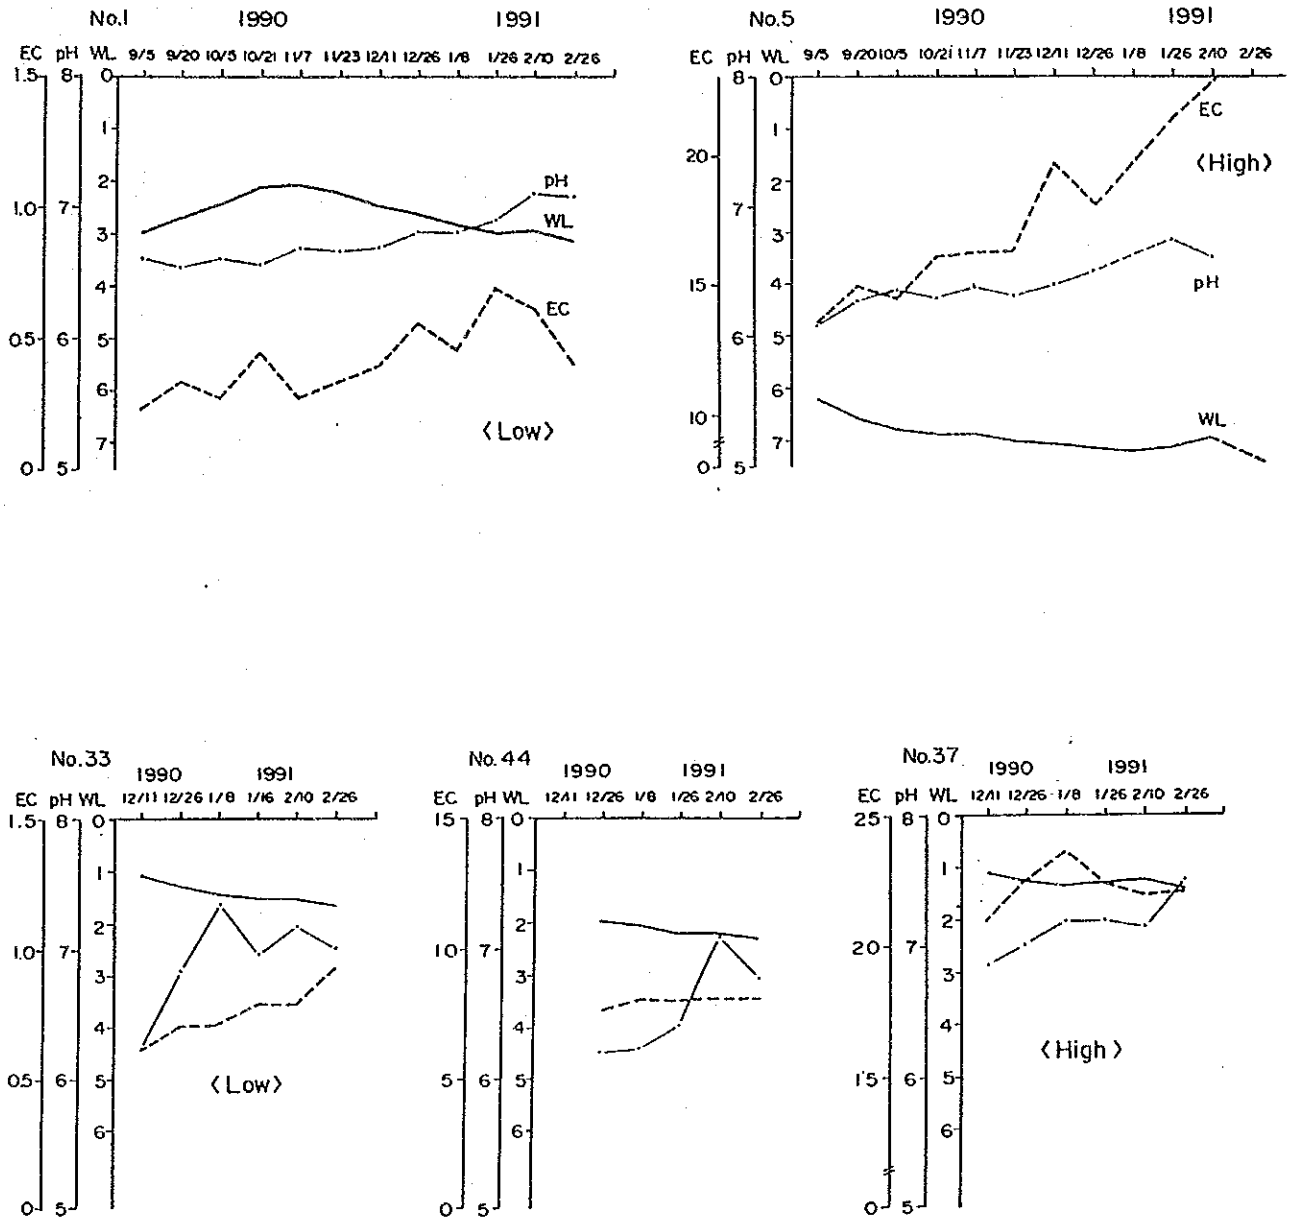 No.1 1990 1991
EC pH WL 9/5 9/20 10/5 10/21 11/7 11/23 12/11 12/26 1/8 1/26 2/10 2/26
1.5 8 0
1
2
pH
1.0 7
WL
3
4
EC
0.5 6 5
6
<Low>
7
0 5
No.5 1990 1991
EC pH WL 9/5 9/20 10/5 10/21 11/7 11/23 12/11 12/26 1/8 1/26 2/10 2/26
8 0
EC
1
20
<High>
2
7
3
4
pH
15
6 5
6
10
WL
7
0 5
No.33
1990 1991
EC pH WL 12/11 12/26 1/8 1/16 2/10 2/26
1.5 8 0
1
2
1.0 7
3
4
0.5 6 5
<Low>
6
0 5
No.44
1990 1991
EC pH WL 12/11 12/26 1/8 1/26 2/10 2/26
15 8 0
1
2
10 7
3
4
5 6 5
6
0 5
No.37
1990 1991
EC pH WL 12/11 12/26 1/8 1/26 2/10 2/26
25 8 0
1
2
20 7
3
4
<High>
15 6 5
6
0 5